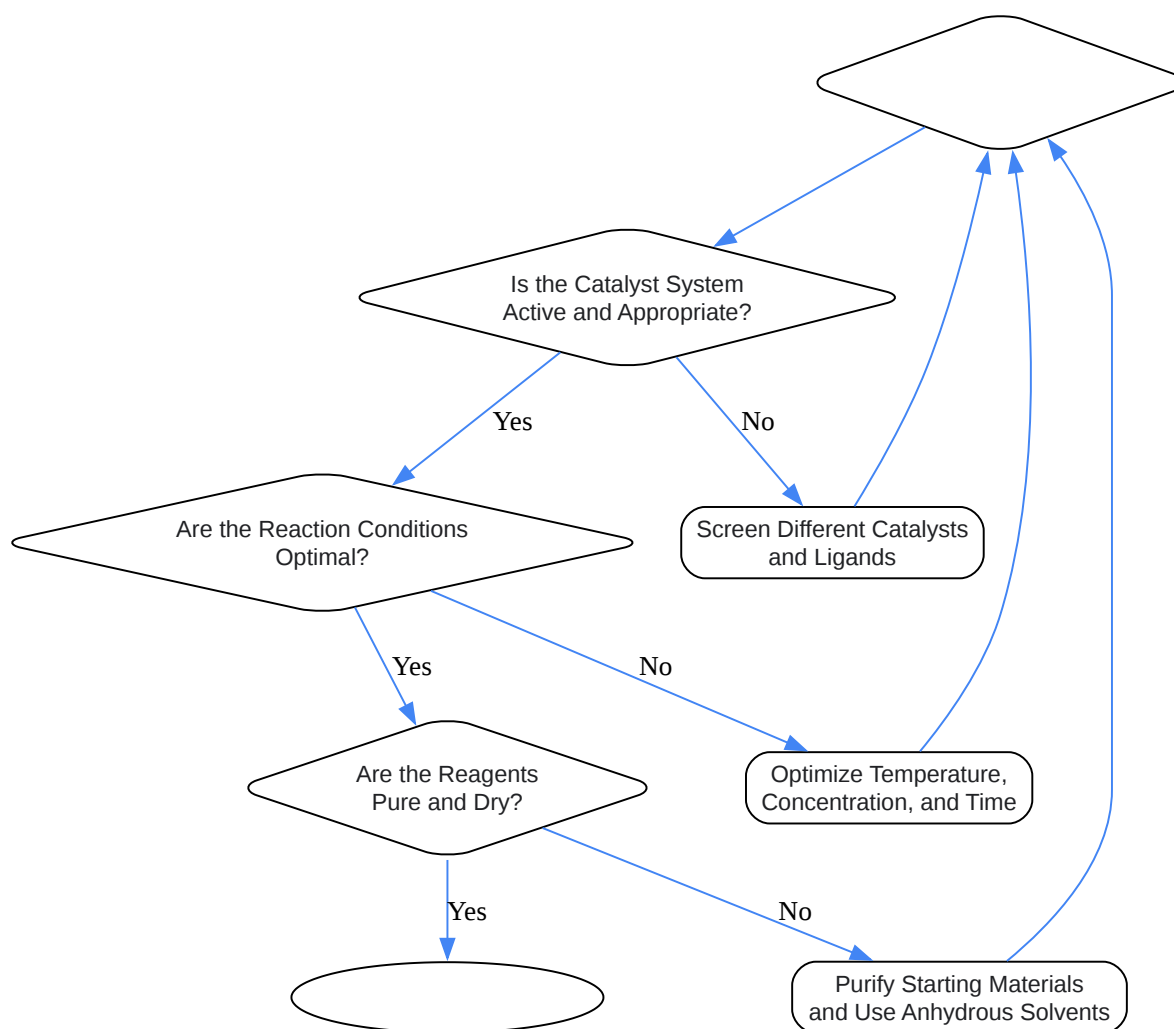 Is the Catalyst System
Active and Appropriate?
Yes
No
Are the Reaction Conditions
Optimal?
Screen Different Catalysts
and Ligands
Yes
No
Are the Reagents
Pure and Dry?
Optimize Temperature,
Concentration, and Time
Yes
No
Purify Starting Materials
and Use Anhydrous Solvents